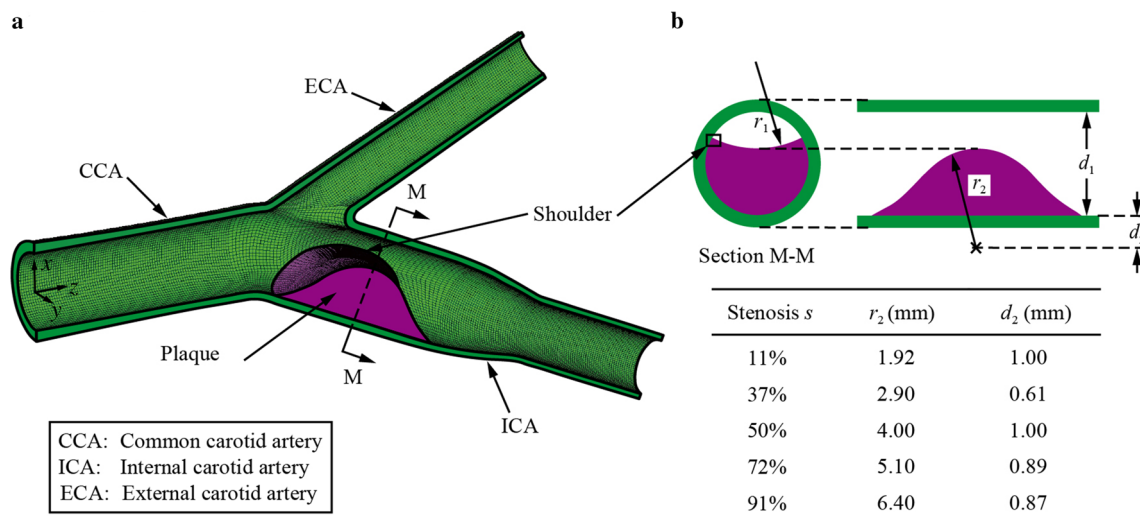 a
ECA
CCA
M
Shoulder
x
z
y
Plaque
M
ICA
CCA: Common carotid artery
ICA: Internal carotid artery
ECA: External carotid artery
b
r1
r2
d1
d
Section M-M
Stenosis s r2 (mm) d2 (mm)
11% 1.92 1.00
37% 2.90 0.61
50% 4.00 1.00
72% 5.10 0.89
91% 6.40 0.87